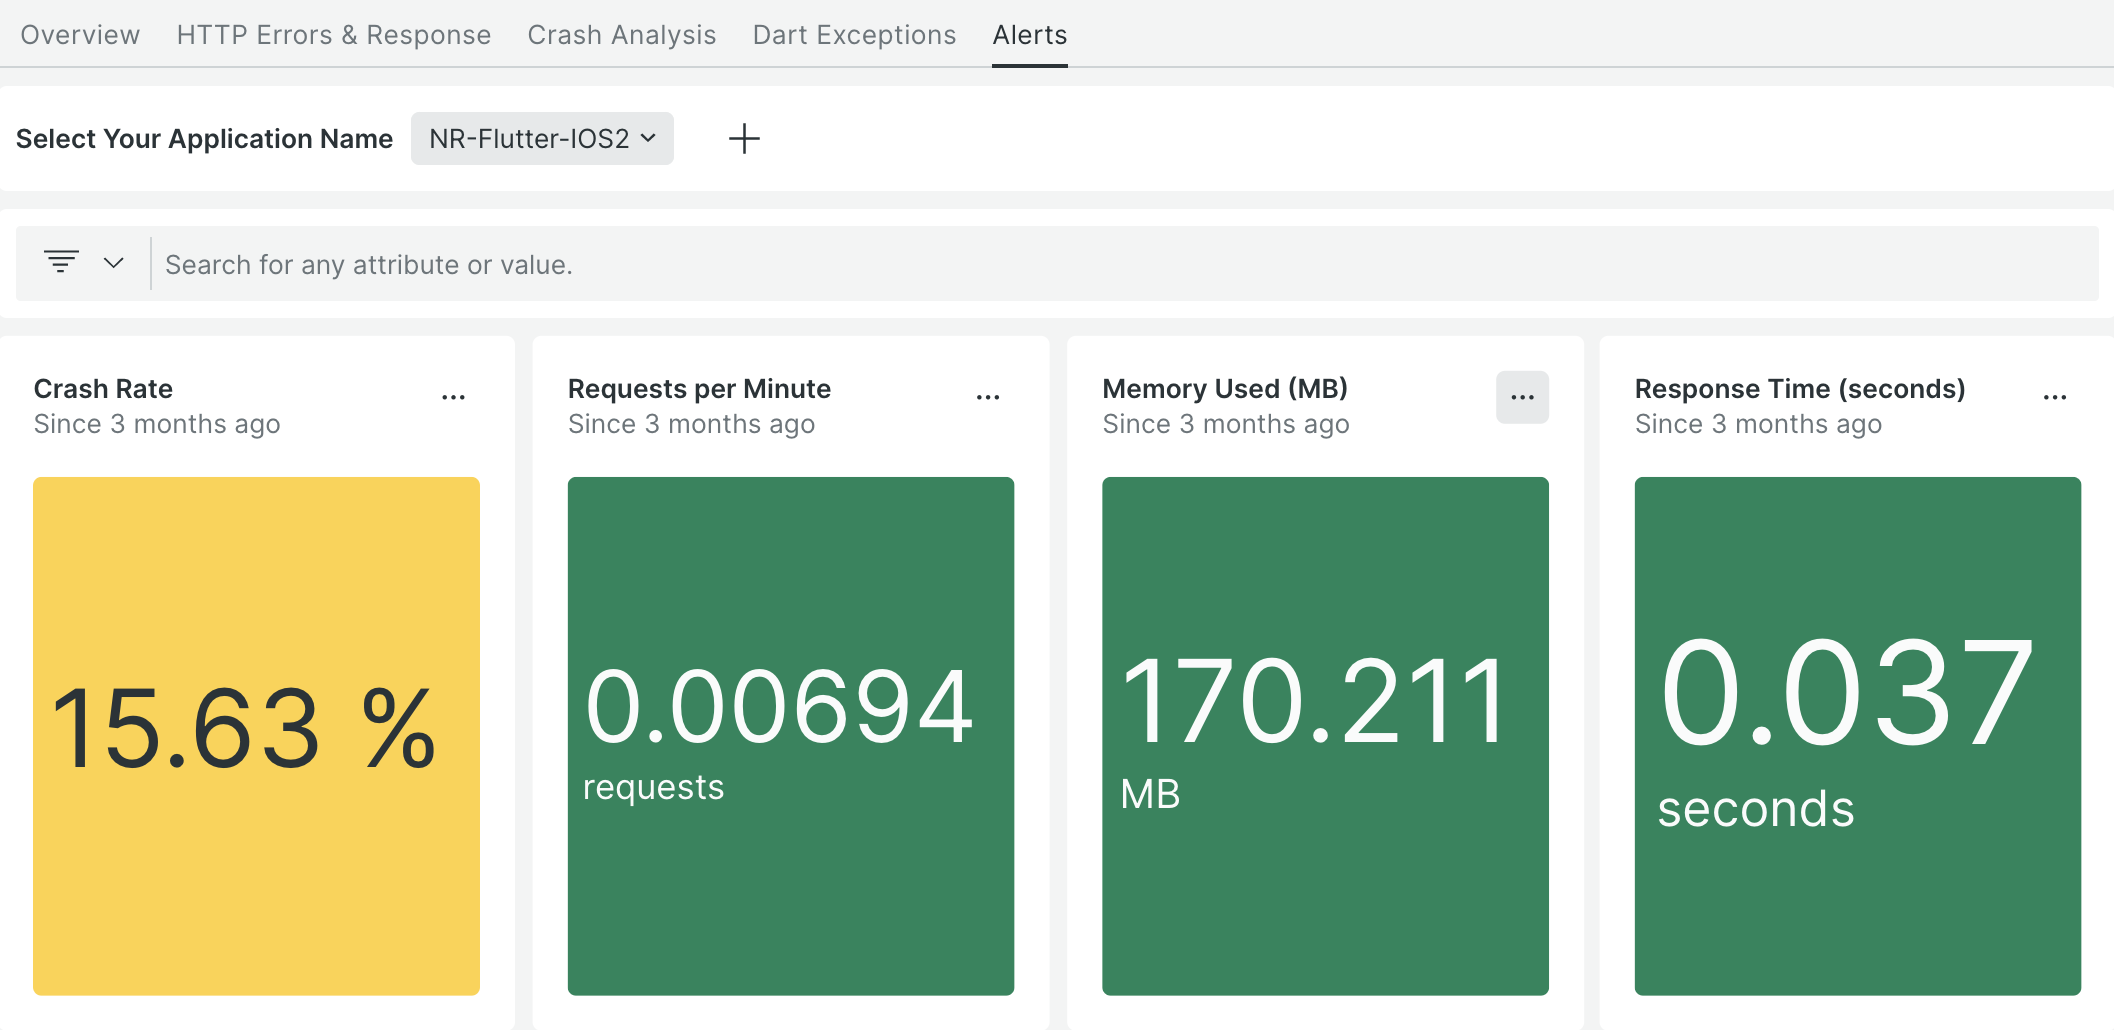 Overview HTTP Errors & Response Crash Analysis Dart Exceptions Alerts
Select Your Application Name NR-Flutter-IOS2
Search for any attribute or value.
Crash Rate
Since 3 months ago
15.63 %
Requests per Minute
Since 3 months ago
0.00694
requests
Memory Used (MB)
Since 3 months ago
170.211
MB
Response Time (seconds)
Since 3 months ago
0.037
seconds